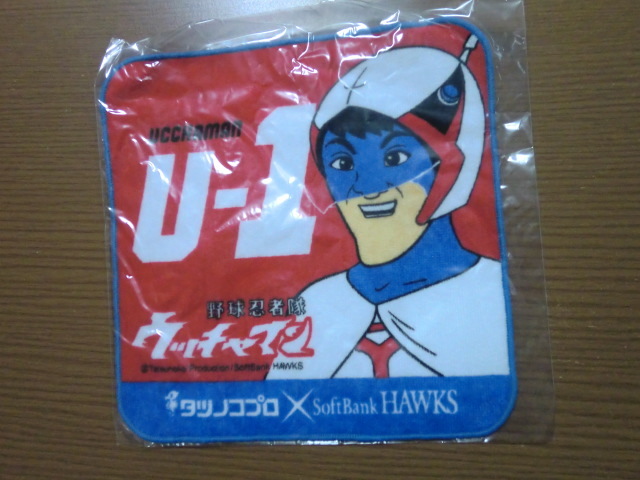 UCCHAMAN
U-1
野球忍者隊
ウッチャマン
©Tatsunoko Production/SoftBank HAWKS
タツノコプロ × SoftBank HAWKS